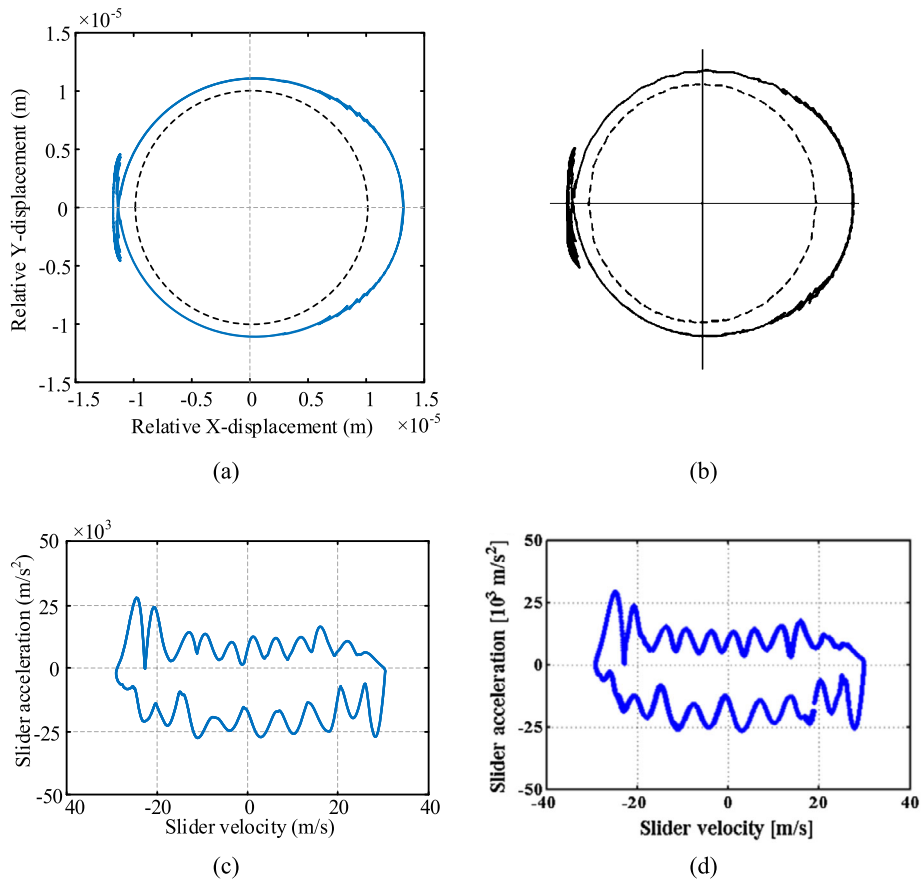 ×10⁻⁵
1.5
1
0.5
0
-0.5
-1
-1.5
Relative Y-displacement (m)
-1.5 -1 -0.5 0 0.5 1 1.5
Relative X-displacement (m) ×10⁻⁵
(a)
(b)
×10³
50
25
0
-25
-50
Slider acceleration (m/s²)
-40 -20 0 20 40
Slider velocity (m/s)
(c)
50
25
0
-25
-50
Slider acceleration [10³ m/s²]
-40 -20 0 20 40
Slider velocity [m/s]
(d)